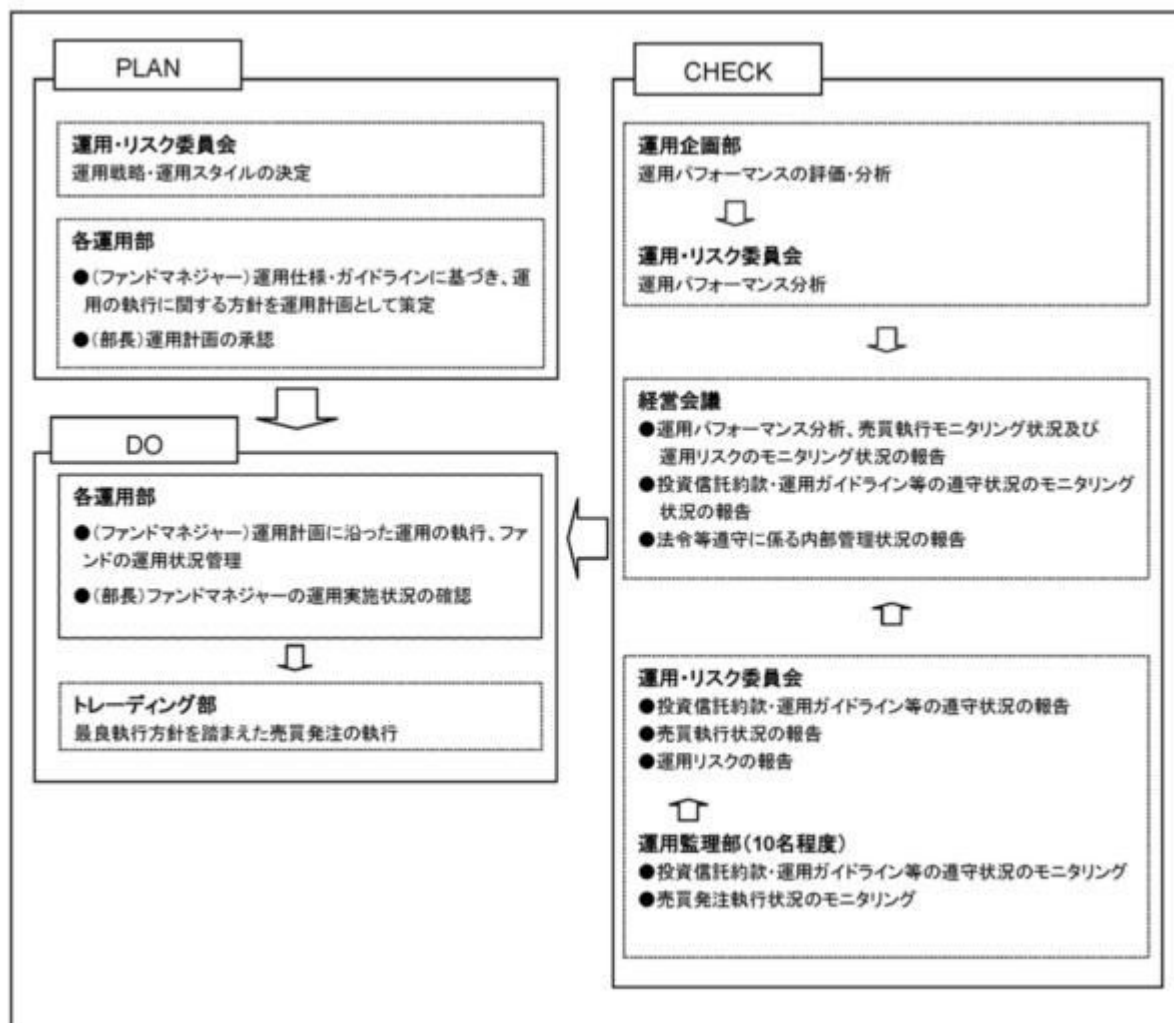 PLAN
運用・リスク委員会
運用戦略・運用スタイルの決定
各運用部
●(ファンドマネジャー)運用仕様・ガイドラインに基づき、運
用の執行に関する方針を運用計画として策定
●(部長)運用計画の承認
DO
各運用部
●(ファンドマネジャー)運用計画に沿った運用の執行、ファ
ンドの運用状況管理
●(部長)ファンドマネジャーの運用実施状況の確認
トレーディング部
最良執行方針を踏まえた売買発注の執行
CHECK
運用企画部
運用パフォーマンスの評価・分析
運用・リスク委員会
運用パフォーマンス分析
経営会議
●運用パフォーマンス分析、売買執行モニタリング状況及び
運用リスクのモニタリング状況の報告
●投資信託約款・運用ガイドライン等の遵守状況のモニタリング
状況の報告
●法令等遵守に係る内部管理状況の報告
運用・リスク委員会
●投資信託約款・運用ガイドライン等の遵守状況の報告
●売買執行状況の報告
●運用リスクの報告
運用監理部(10名程度)
●投資信託約款・運用ガイドライン等の遵守状況のモニタリング
●売買発注執行状況のモニタリング